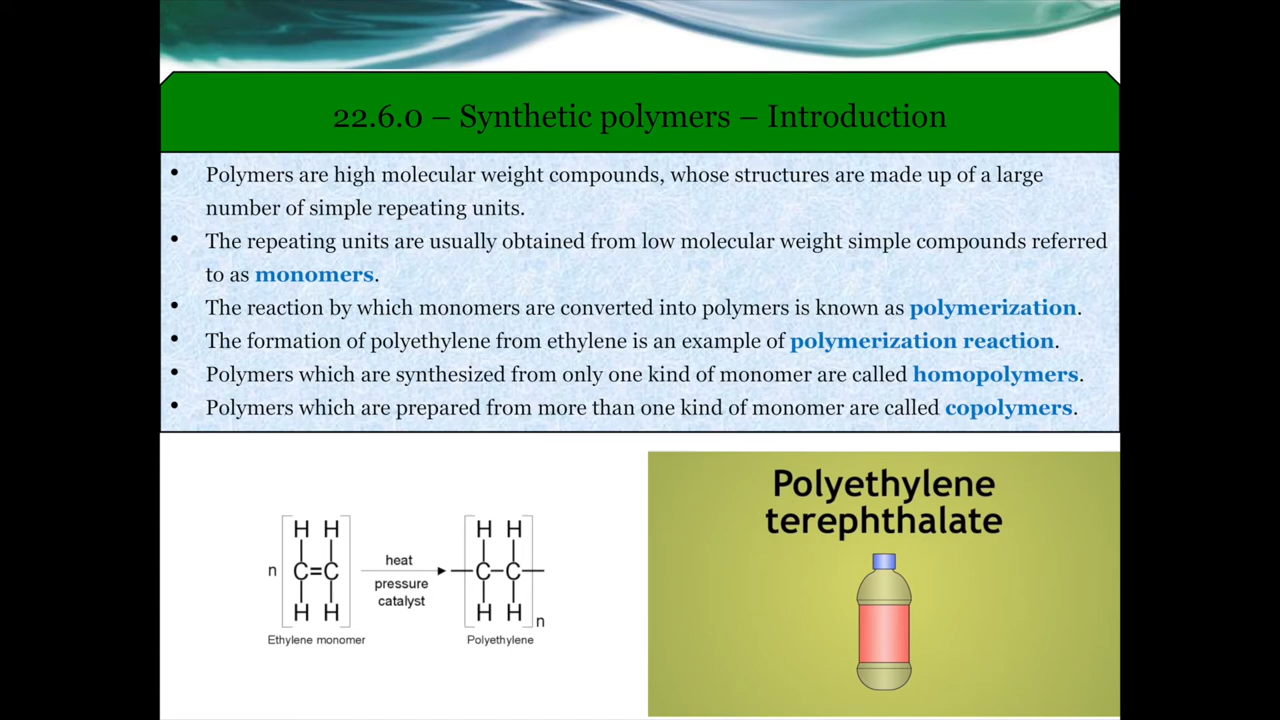 22.6.0 – Synthetic polymers – Introduction
• Polymers are high molecular weight compounds, whose structures are made up of a large
number of simple repeating units.
• The repeating units are usually obtained from low molecular weight simple compounds referred
to as monomers.
• The reaction by which monomers are converted into polymers is known as polymerization.
• The formation of polyethylene from ethylene is an example of polymerization reaction.
• Polymers which are synthesized from only one kind of monomer are called homopolymers.
• Polymers which are prepared from more than one kind of monomer are called copolymers.
H H
n C=C
H H
Ethylene monomer
heat
pressure
catalyst
H H
C–C
H H n
Polyethylene
Polyethylene
terephthalate